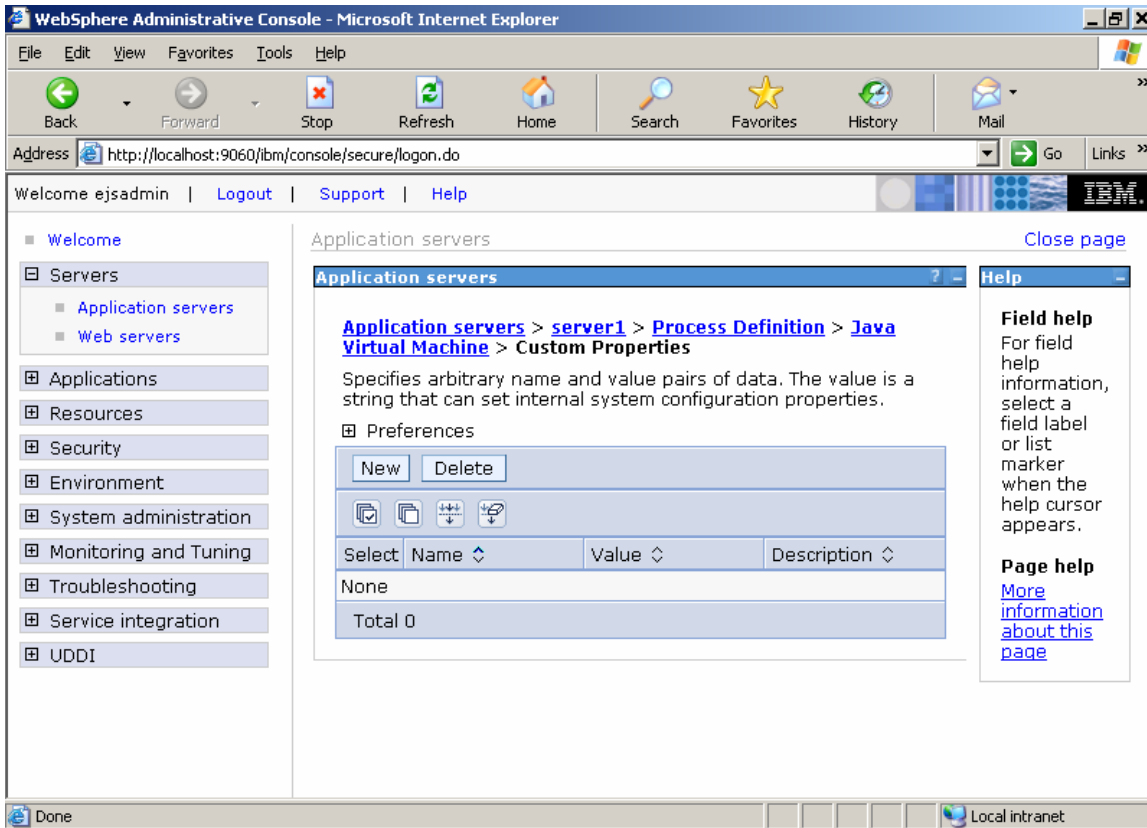 WebSphere Administrative Console - Microsoft Internet Explorer
File Edit View Favorites Tools Help
Back Forward Stop Refresh Home Search Favorites History Mail »
Address http://localhost:9060/ibm/console/secure/logon.do Go Links »
Welcome ejsadmin | Logout | Support | Help IBM.
Welcome
Servers
Application servers
Web servers
Applications
Resources
Security
Environment
System administration
Monitoring and Tuning
Troubleshooting
Service integration
UDDI
Application servers Close page
Application servers ? –
Application servers > server1 > Process Definition > Java
Virtual Machine > Custom Properties
Specifies arbitrary name and value pairs of data. The value is a
string that can set internal system configuration properties.
Preferences
New Delete
Select Name Value Description
None
Total 0
Help –
Field help
For field
help
information,
select a
field label
or list
marker
when the
help cursor
appears.
Page help
More
information
about this
page
Done Local intranet